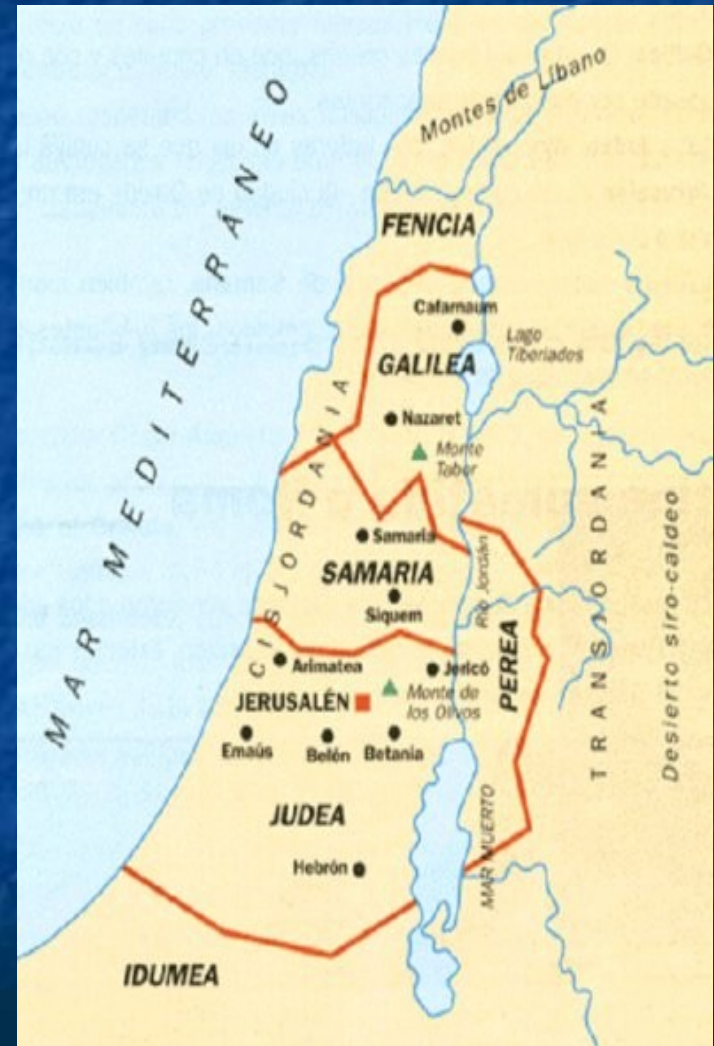 Montes de Líbano
MAR MEDITERRÁNEO
FENICIA
Cafarnaum
Lago
Tiberiades
GALILEA
Nazaret
Monte
Tabor
CISJORDANIA
TRANSJORDANIA
Desierto siro-caldeo
Samaria
SAMARIA
Río Jordán
Siquem
PEREA
Arimatea
Jericó
JERUSALÉN
Monte de
los Olivos
Emaús
Belén
Betania
JUDEA
MAR MUERTO
Hebrón
IDUMEA